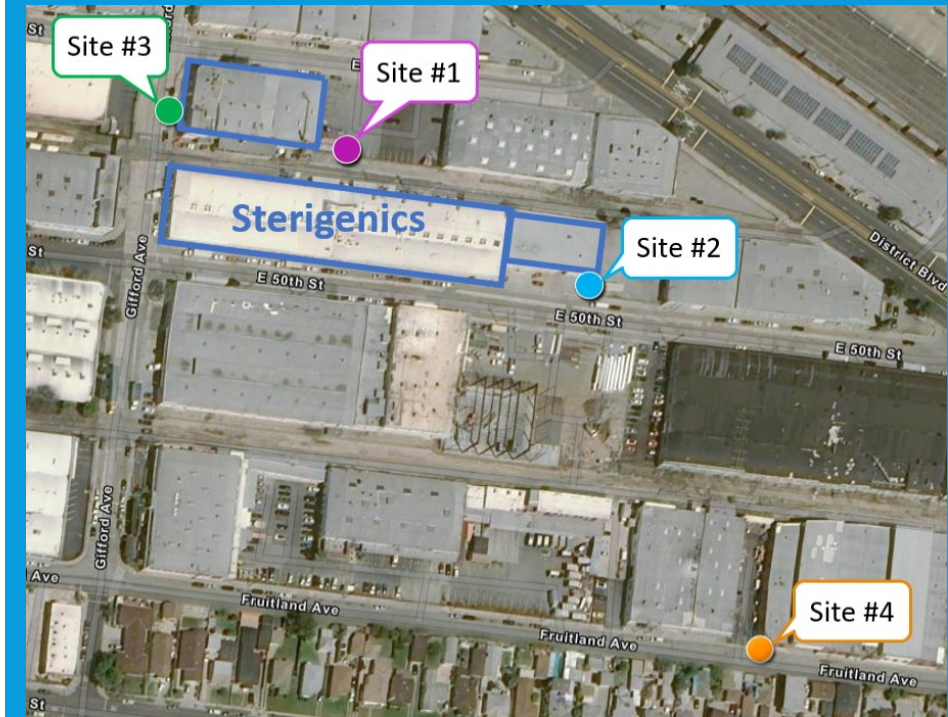 St
Site #3
Site #1
E
Sterigenics
Site #2
District Blvd
St
Gifford Ave
E 50th St
E 50th St
E 50th St
Gifford Ave
Ave
Fruitland Ave
Site #4
Fruitland Ave
Fruitland Ave
St